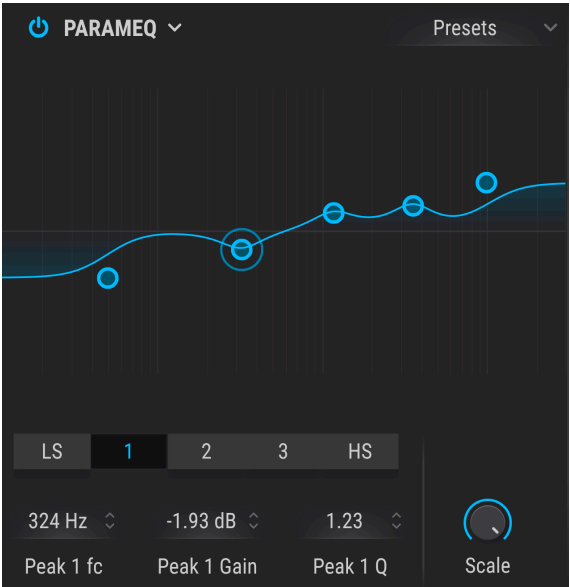 PARAMEQ Presets
LS 1 2 3 HS
324 Hz -1.93 dB 1.23
Peak 1 fc Peak 1 Gain Peak 1 Q Scale